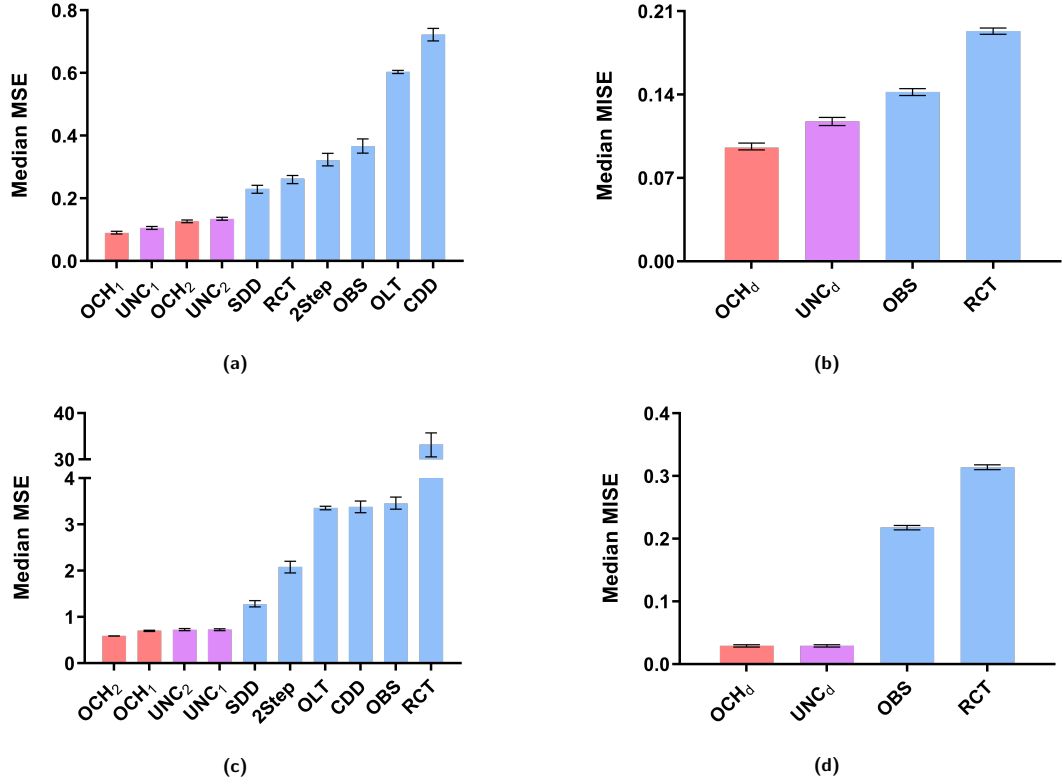 Median MSE
0.8
0.6
0.4
0.2
0.0
OCH₁ UNC₁ OCH₂ UNC₂ SDD RCT 2Step OBS OLT CDD
(a)
Median MISE
0.21
0.14
0.07
0.00
OCHd UNCd OBS RCT
(b)
Median MSE
40
30
4
3
2
1
0
OCH₂ OCH₁ UNC₂ UNC₁ SDD 2Step OLT CDD OBS RCT
(c)
Median MISE
0.4
0.3
0.2
0.1
0.0
OCHd UNCd OBS RCT
(d)